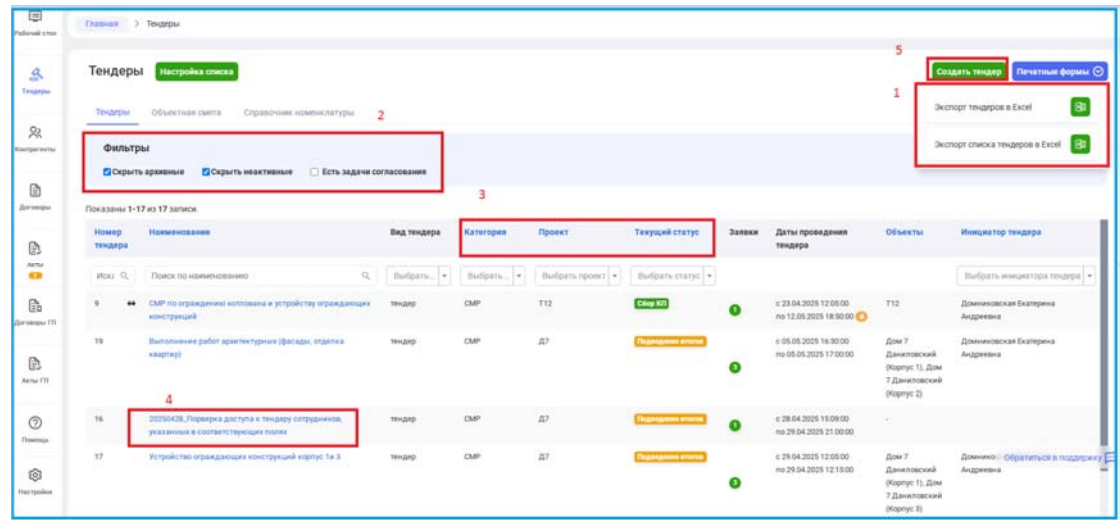 Рабочий стол
Главная > Тендеры
5
Тендеры
Тендеры
Настройка списка
Создать тендер
Печатные формы
1
Экспорт тендеров в Excel
Экспорт списка тендеров в Excel
Тендеры
Объектная смета
Справочник номенклатуры
2
Контрагенты
Фильтры
Скрыть архивные
Скрыть неактивные
Есть задачи согласования
Договоры
3
Показаны 1-17 из 17 записи.
Номер тендера
Наименование
Вид тендера
Категория
Проект
Текущий статус
Заявки
Даты проведения тендера
Объекты
Инициатор тендера
Акты
Поиск по наименованию
Выбрать...
Выбрать...
Выбрать проект
Выбрать статус
Выбрать инициатора тендера
Договоры ГП
9
СМР по ограждению котлована и устройству ограждающих
конструкций
тендер
СМР
Т12
Сбор КП
1
с 23.04.2025 12:05:00
по 12.05.2025 18:50:00
Т12
Домниковская Екатерина
Андреевна
Акты ГП
19
Выполнение работ архитектурных (фасады, отделка
квартир)
тендер
СМР
Д7
Подведение итогов
3
с 05.05.2025 16:30:00
по 05.05.2025 17:00:00
Дом 7
Даниловский
(Корпус 1), Дом
7 Даниловский
(Корпус 2)
Домниковская Екатерина
Андреевна
4
Помощь
16
20250428_Порверка доступа к тендеру сотрудников,
указанных в соответствующих полях
тендер
СМР
Д7
Подведение итогов
1
с 28.04.2025 15:09:00
по 29.04.2025 21:00:00
-
Настройки
17
Устройство ограждающих конструкций корпус 1и 3
тендер
СМР
Д7
Подведение итогов
3
с 29.04.2025 12:05:00
по 29.04.2025 12:15:00
Дом 7
Даниловский
(Корпус 1), Дом
7 Даниловский
(Корпус 3)
Андреевна
Обратиться в поддержку